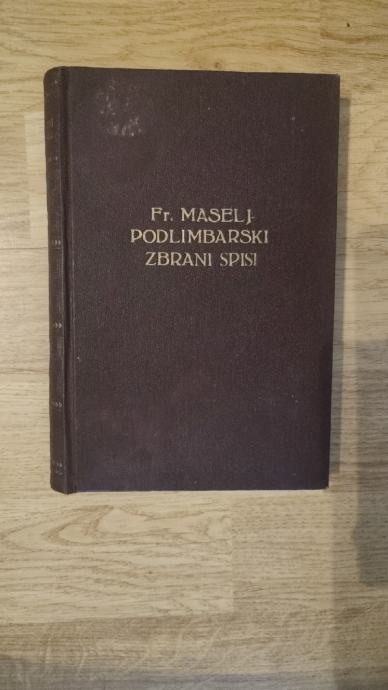 Fr. MASELJ-
PODLIMBARSKI
ZBRANI SPISI